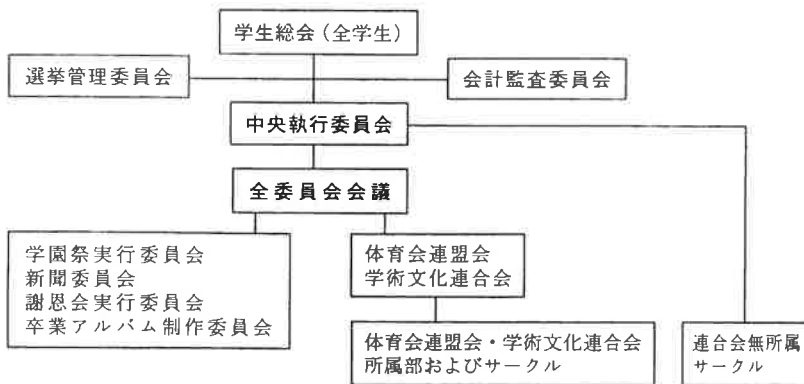 学生総会（全学生）
選挙管理委員会
会計監査委員会
中央執行委員会
全委員会会議
学園祭実行委員会
新聞委員会
謝恩会実行委員会
卒業アルバム制作委員会
体育会連盟会
学術文化連合会
体育会連盟会・学術文化連合会
所属部およびサークル
連合会無所属
サークル